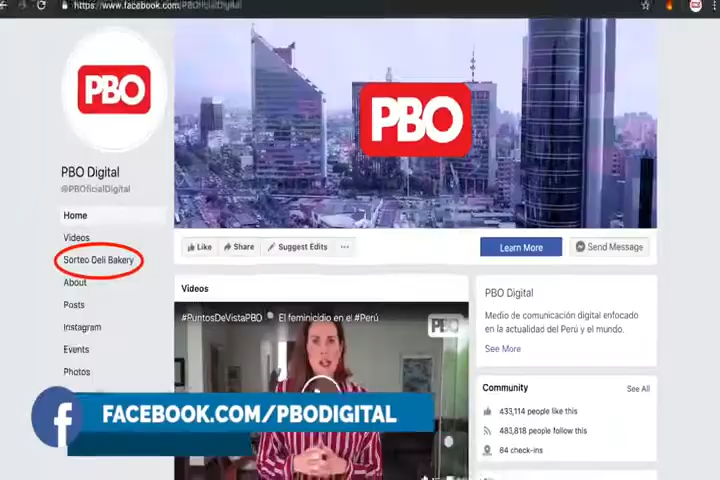 https://www.facebook.com/PBOficialDigital
PBO
PBO
PBO Digital
@PBOficialDigital
Home
Videos
Sorteo Deli Bakery
About
Posts
Instagram
Events
Photos
Like
Share
Suggest Edits
...
Learn More
Send Message
Videos
#PuntosDeVistaPBO El feminicidio en el #Perú
PBO
PBO Digital
Medio de comunicación digital enfocado
en la actualidad del Perú y el mundo.
See More
Community
See All
433,114 people like this
483,818 people follow this
84 check-ins
f
FACEBOOK.COM/PBODIGITAL